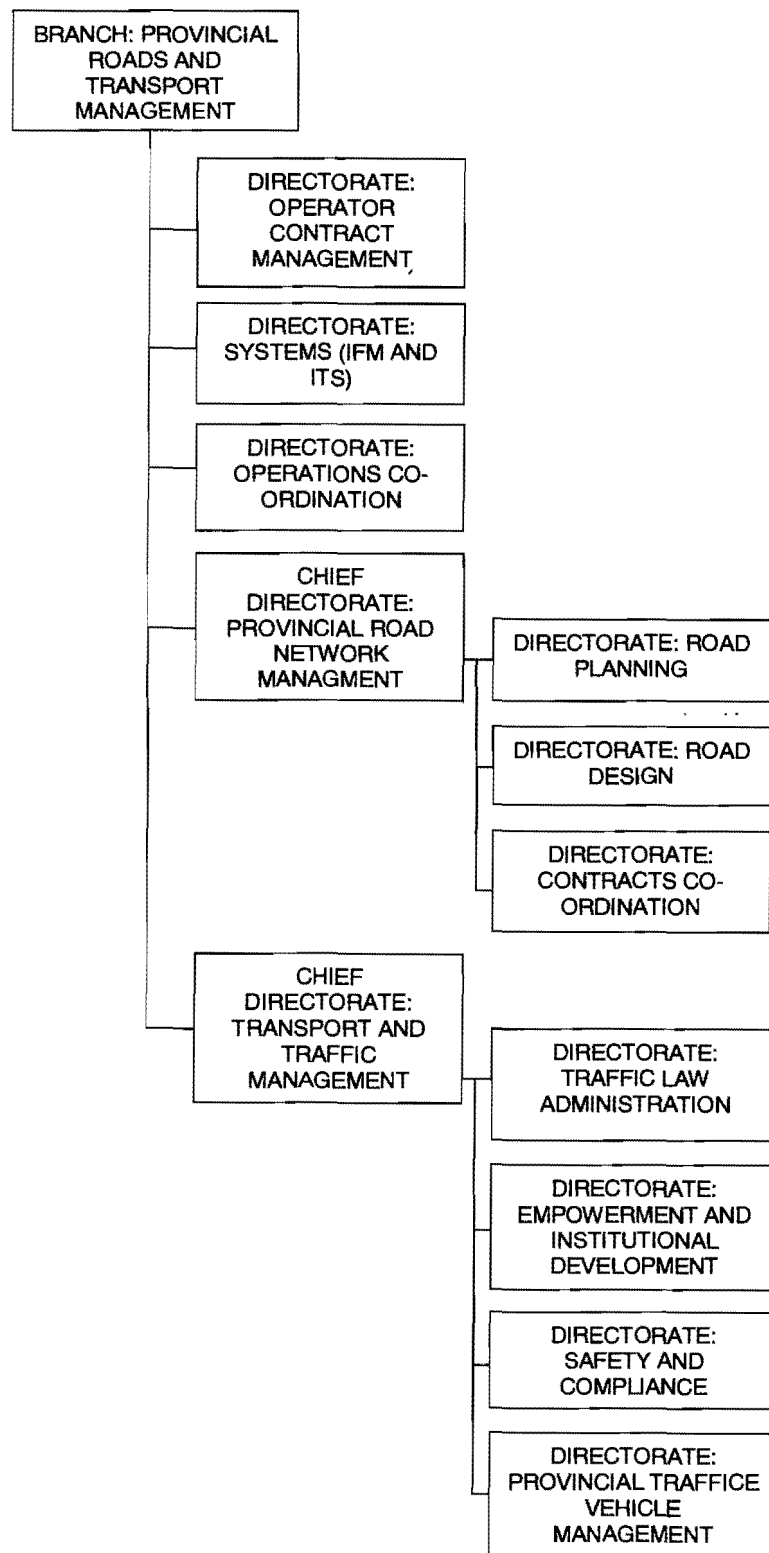 BRANCH: PROVINCIAL
ROADS AND
TRANSPORT
MANAGEMENT
DIRECTORATE:
OPERATOR
CONTRACT
MANAGEMENT
DIRECTORATE:
SYSTEMS (IFM AND
ITS)
DIRECTORATE:
OPERATIONS CO-
ORDINATION
CHIEF
DIRECTORATE:
PROVINCIAL ROAD
NETWORK
MANAGMENT
DIRECTORATE: ROAD
PLANNING
DIRECTORATE: ROAD
DESIGN
DIRECTORATE:
CONTRACTS CO-
ORDINATION
CHIEF
DIRECTORATE:
TRANSPORT AND
TRAFFIC
MANAGEMENT
DIRECTORATE:
TRAFFIC LAW
ADMINISTRATION
DIRECTORATE:
EMPOWERMENT AND
INSTITUTIONAL
DEVELOPMENT
DIRECTORATE:
SAFETY AND
COMPLIANCE
DIRECTORATE:
PROVINCIAL TRAFFICE
VEHICLE
MANAGEMENT